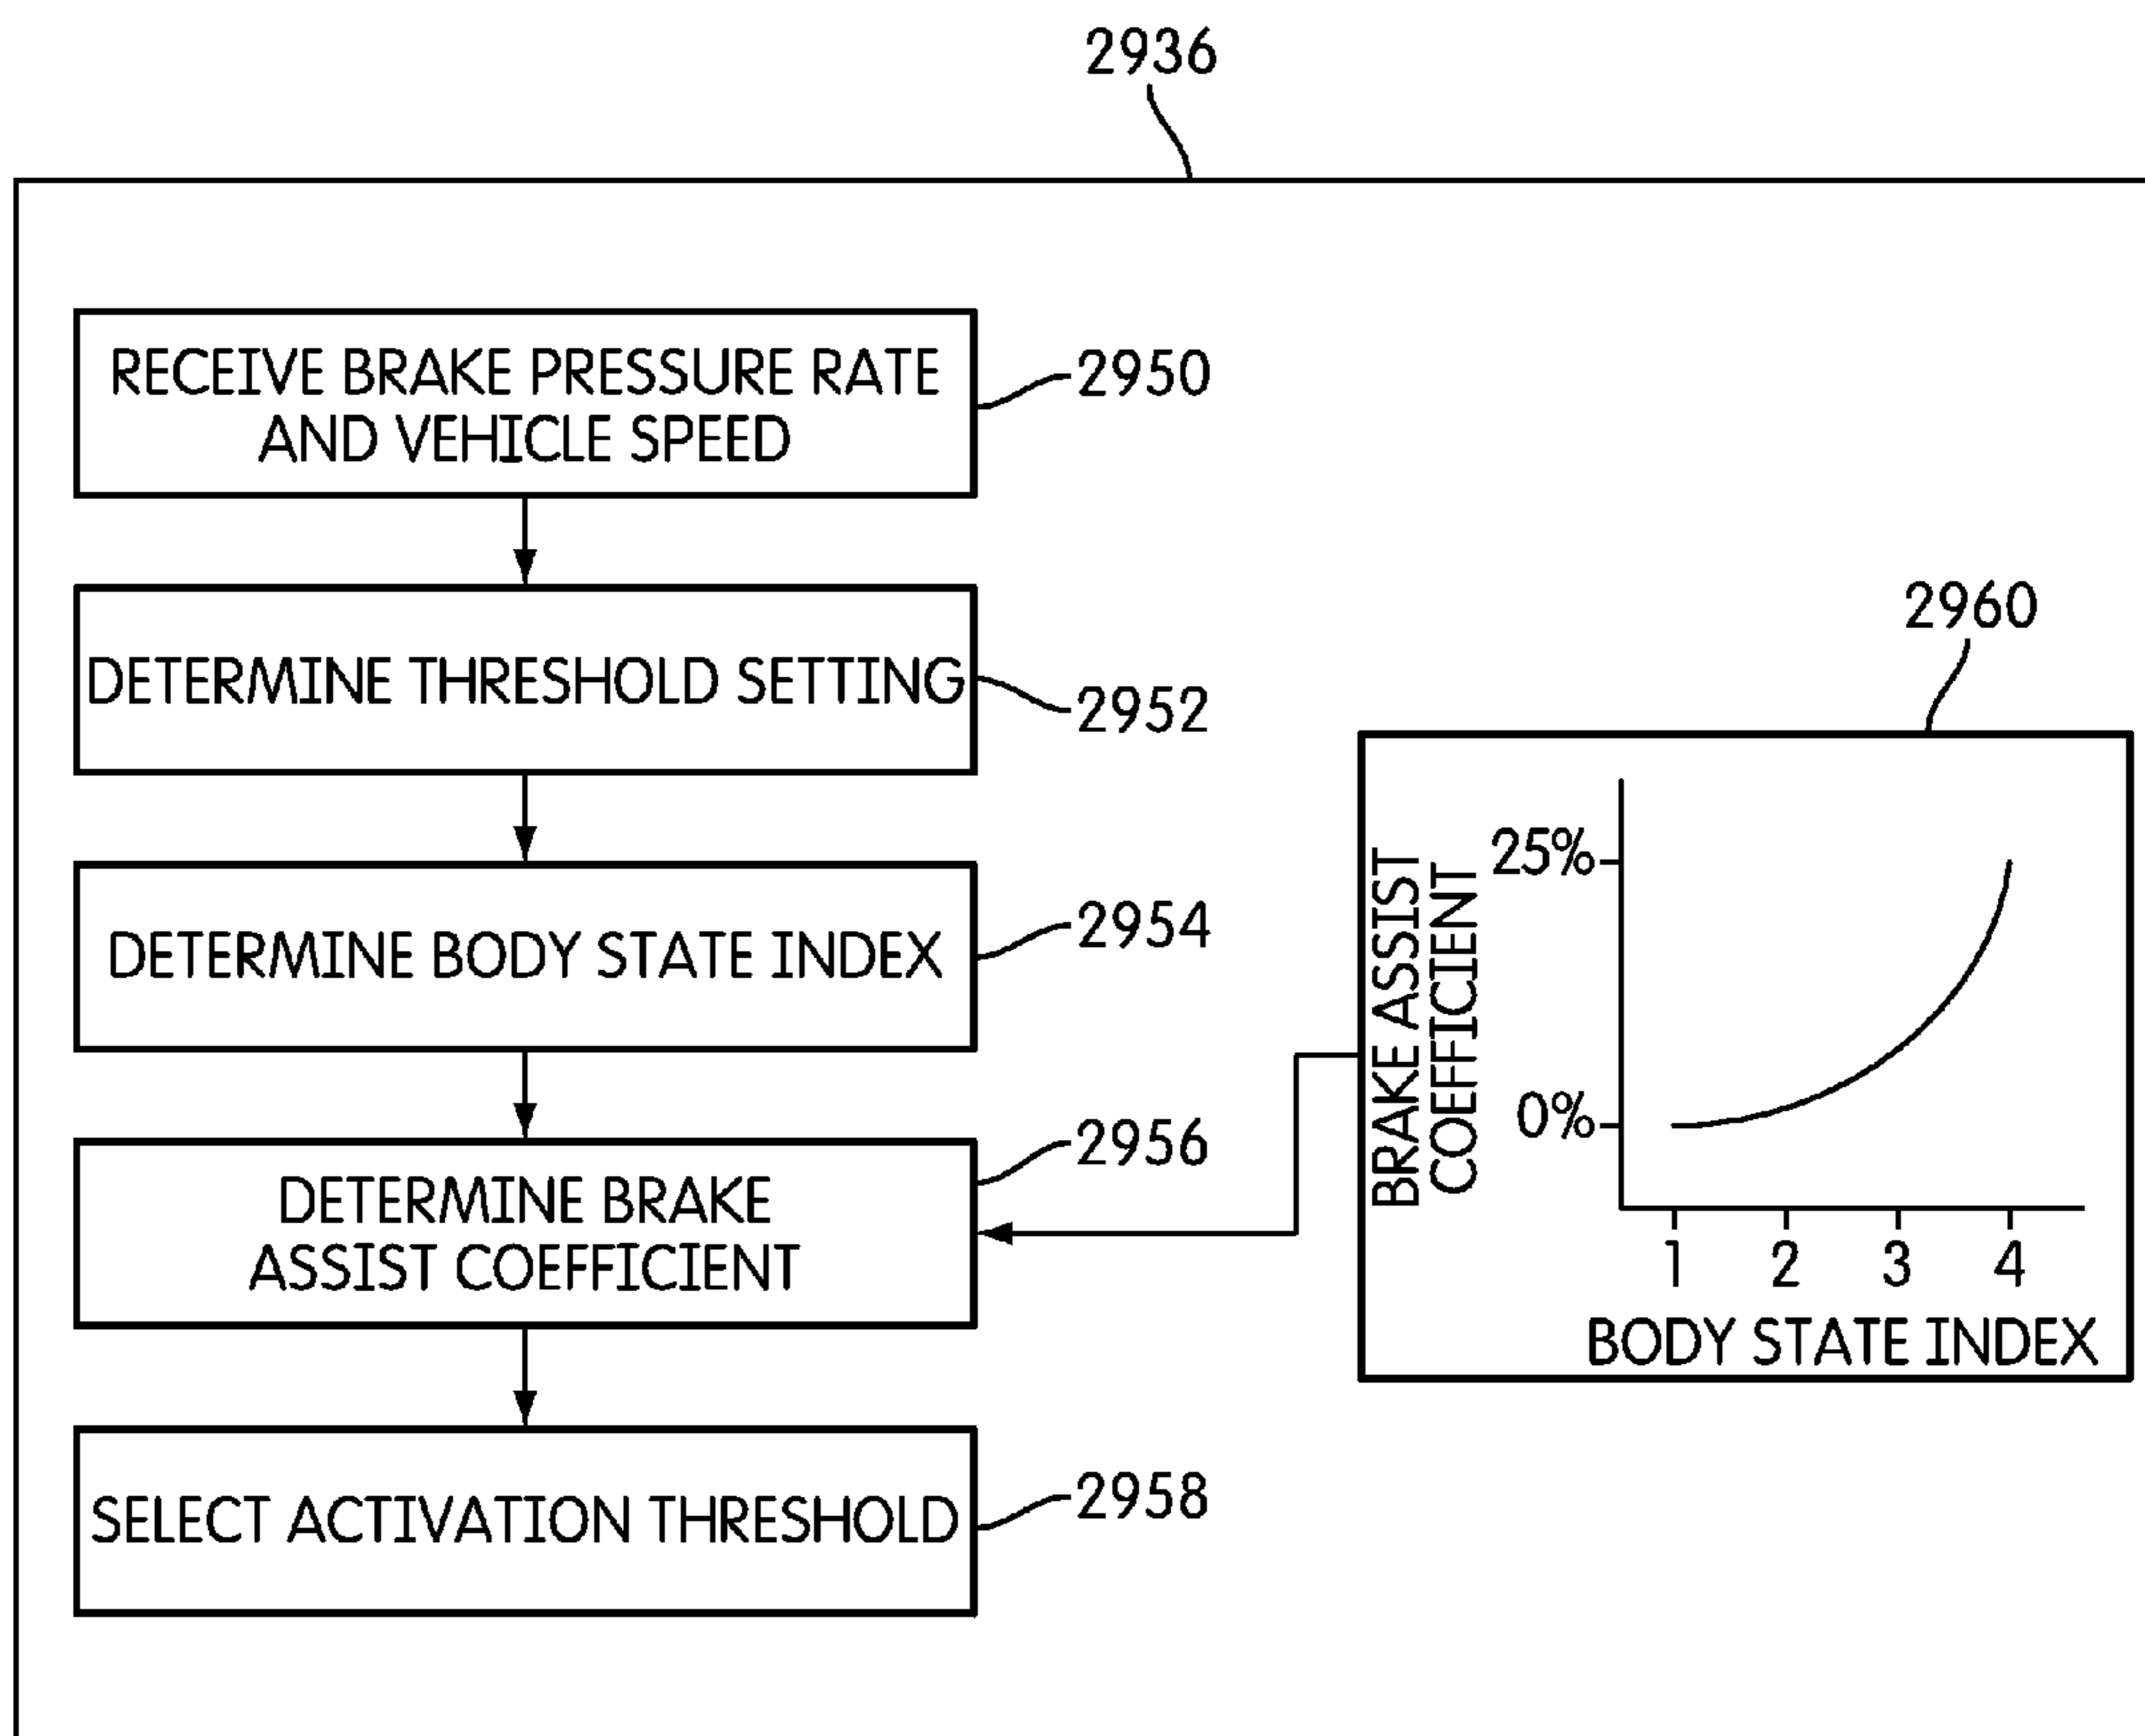 2936
RECEIVE BRAKE PRESSURE RATE
AND VEHICLE SPEED
2950
DETERMINE THRESHOLD SETTING
2952
DETERMINE BODY STATE INDEX
2954
DETERMINE BRAKE
ASSIST COEFFICIENT
2956
SELECT ACTIVATION THRESHOLD
2958
2960
BRAKE ASSIST
COEFFICIENT
25%
0%
1 2 3 4
BODY STATE INDEX